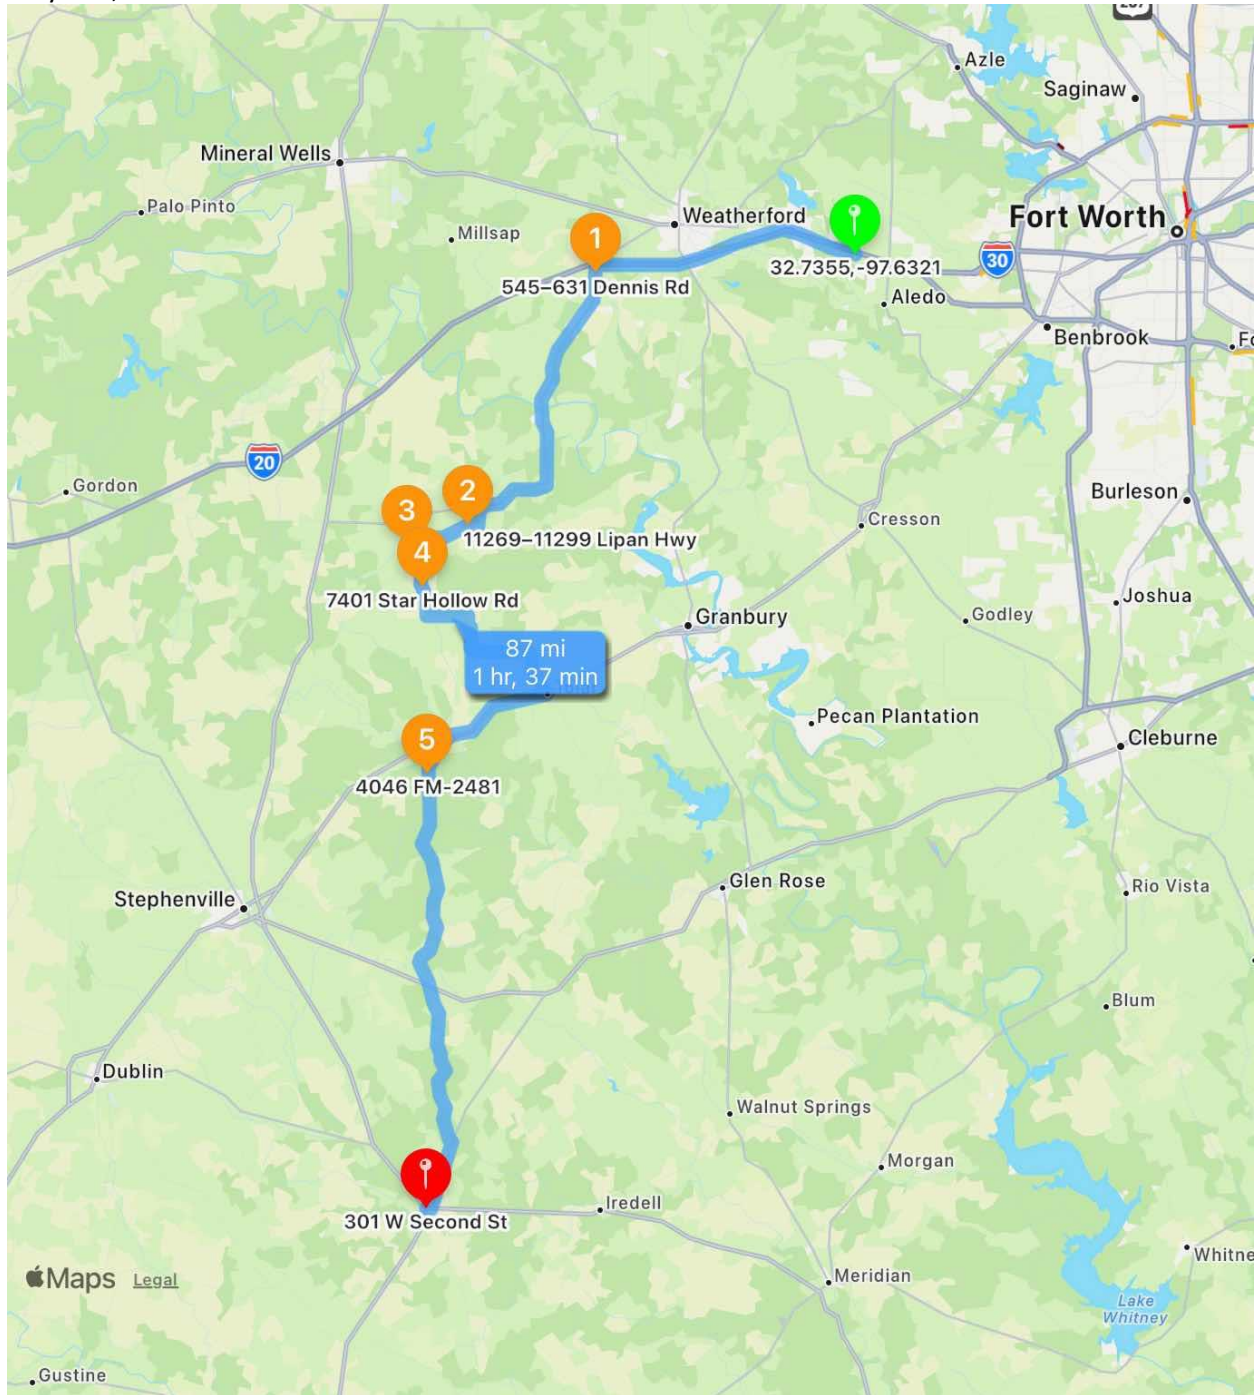 Azle
Saginaw
Mineral Wells
Palo Pinto
Weatherford
Fort Worth
Millsap
1
30
32.7355,-97.6321
545–631 Dennis Rd
Aledo
Benbrook
20
Gordon
2
Burleson
3
Cresson
11269–11299 Lipan Hwy
4
7401 Star Hollow Rd
Joshua
Granbury
Godley
87 mi
1 hr, 37 min
Pecan Plantation
5
Cleburne
4046 FM-2481
Glen Rose
Rio Vista
Stephenville
Blum
Dublin
Walnut Springs
Morgan
Iredell
301 W Second St
Whitne
Maps Legal
Meridian
Lake
Whitney
Gustine